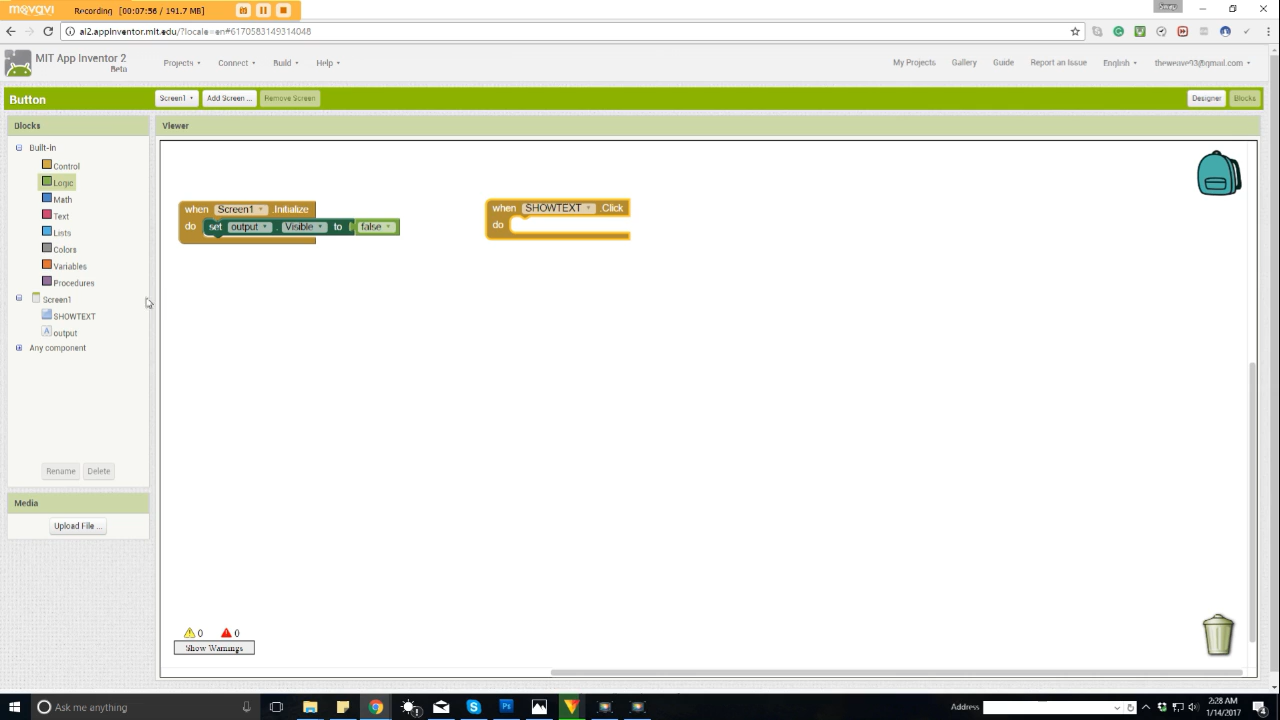 movavi Recording [00:07:56 / 191.7 MB]
ai2.appinventor.mit.edu/?locale=en#6170583149314048
MIT App Inventor 2
Beta
Projects Connect Build Help My Projects Gallery Guide Report an Issue English theweave93@gmail.com
Button Screen1 Add Screen ... Remove Screen Designer Blocks
Blocks Viewer
Built-in
Control
Logic
Math
Text
Lists
Colors
Variables
Procedures
Screen1
SHOWTEXT
A output
Any component
Rename Delete
Media
Upload File ...
when Screen1 .Initialize
do set output . Visible to false
when SHOWTEXT .Click
do
0 0
Show Warnings
Ask me anything
Address
2:28 AM
1/14/2017